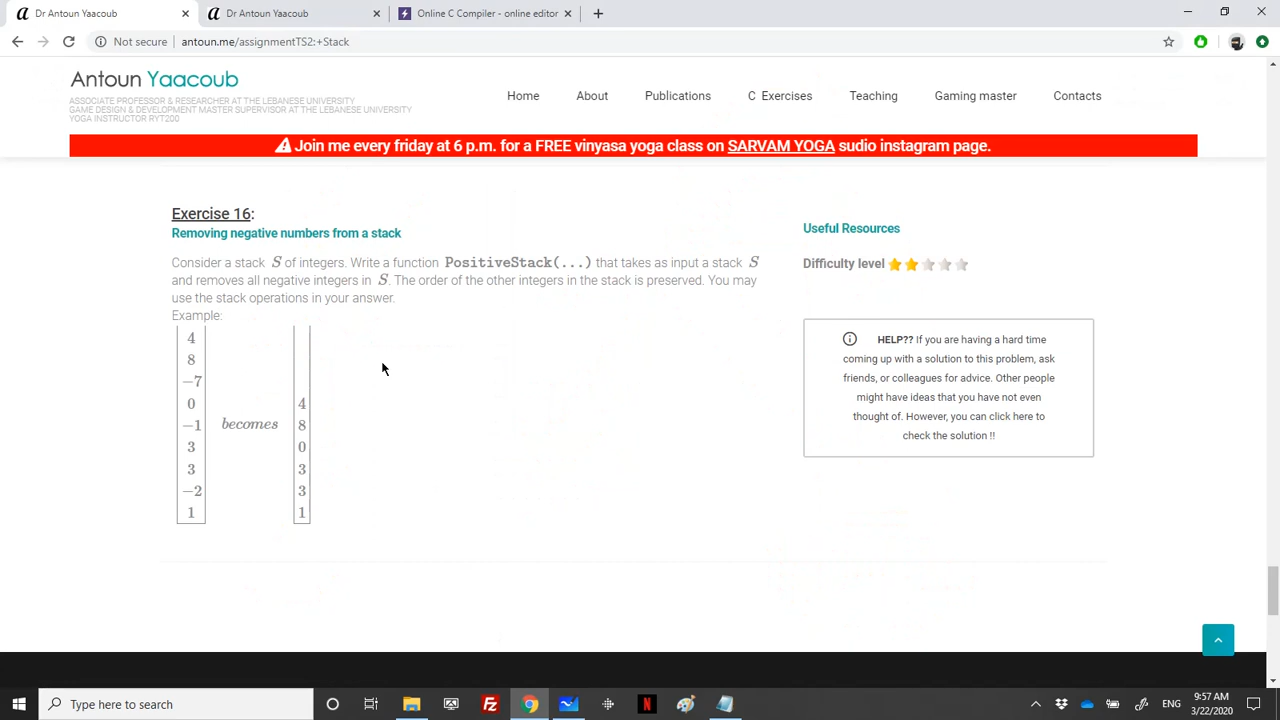 Dr Antoun Yaacoub
Dr Antoun Yaacoub
Online C Compiler - online editor
Not secure
antoun.me/assignmentTS2:+Stack
Antoun Yaacoub
ASSOCIATE PROFESSOR & RESEARCHER AT THE LEBANESE UNIVERSITY
GAME DESIGN & DEVELOPMENT MASTER SUPERVISOR AT THE LEBANESE UNIVERSITY
YOGA INSTRUCTOR RYT200
Home
About
Publications
C Exercises
Teaching
Gaming master
Contacts
Join me every friday at 6 p.m. for a FREE vinyasa yoga class on SARVAM YOGA sudio instagram page.
Exercise 16:
Removing negative numbers from a stack
Consider a stack S of integers. Write a function PositiveStack(...) that takes as input a stack S
and removes all negative integers in S. The order of the other integers in the stack is preserved. You may
use the stack operations in your answer.
Example:
4
8
−7
0
−1
3
3
−2
1
becomes
4
8
0
3
3
1
Useful Resources
Difficulty level
HELP?? If you are having a hard time
coming up with a solution to this problem, ask
friends, or colleagues for advice. Other people
might have ideas that you have not even
thought of. However, you can click here to
check the solution !!
Type here to search
ENG
9:57 AM
3/22/2020